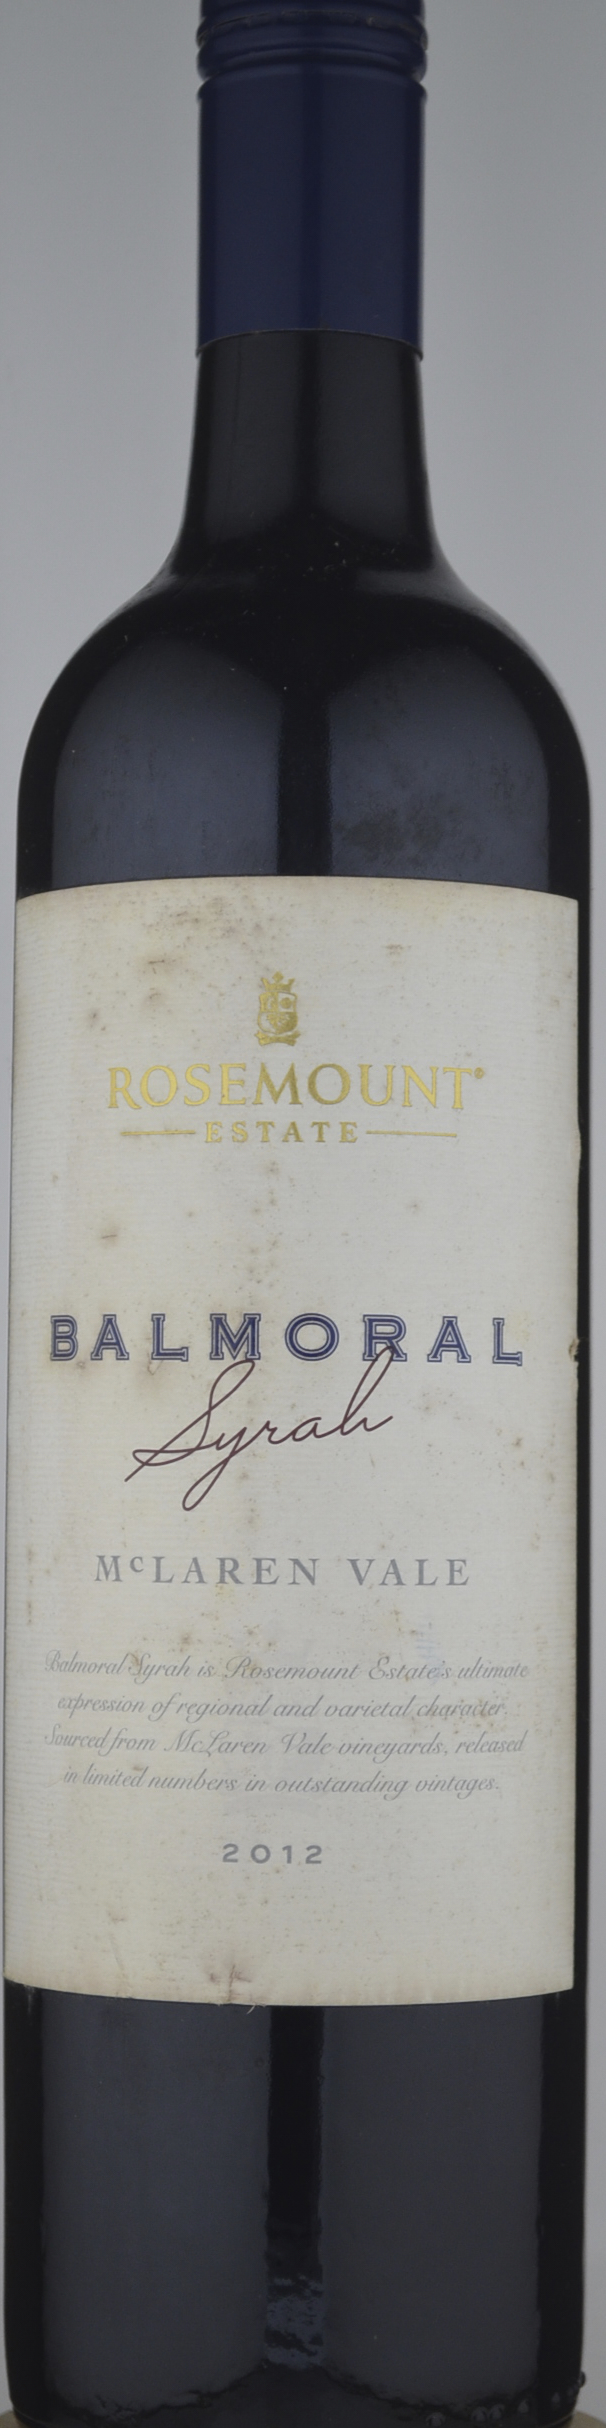 ROSEMOUNT®
ESTATE
BALMORAL
Syrah
McLAREN VALE
Balmoral Syrah is Rosemount Estate's ultimate
expression of regional and varietal character.
Sourced from McLaren Vale vineyards, released
in limited numbers in outstanding vintages.
2012